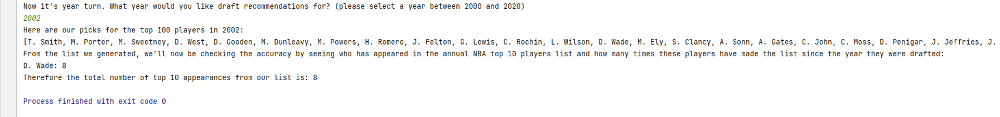 Now it's year turn. What year would you like draft recommendations for? (please select a year between 2000 and 2020)
2002
Here are our picks for the top 100 players in 2002:
[T. Smith, M. Porter, M. Sweetney, D. West, D. Gooden, M. Dunleavy, M. Powers, H. Romero, J. Felton, G. Lewis, C. Rochin, L. Wilson, D. Wade, M. Ely, S. Clancy, A. Sonn, A. Gates, C. John, C. Moss, D. Penigar, J. Jeffries, J.
From the list we generated, we'll now be checking the accuracy by seeing who has appeared in the annual NBA top 10 players list and how many times these players have made the list since the year they were drafted:
D. Wade: 8
Therefore the total number of top 10 appearances from our list is: 8
Process finished with exit code 0